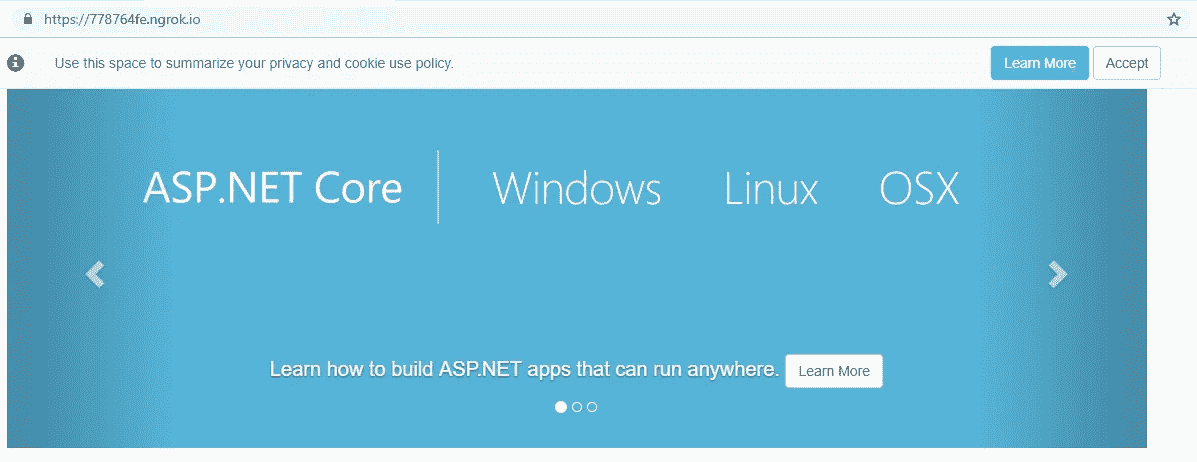 https://778764fe.ngrok.io
Use this space to summarize your privacy and cookie use policy. Learn More Accept
ASP.NET Core Windows Linux OSX
Learn how to build ASP.NET apps that can run anywhere. Learn More